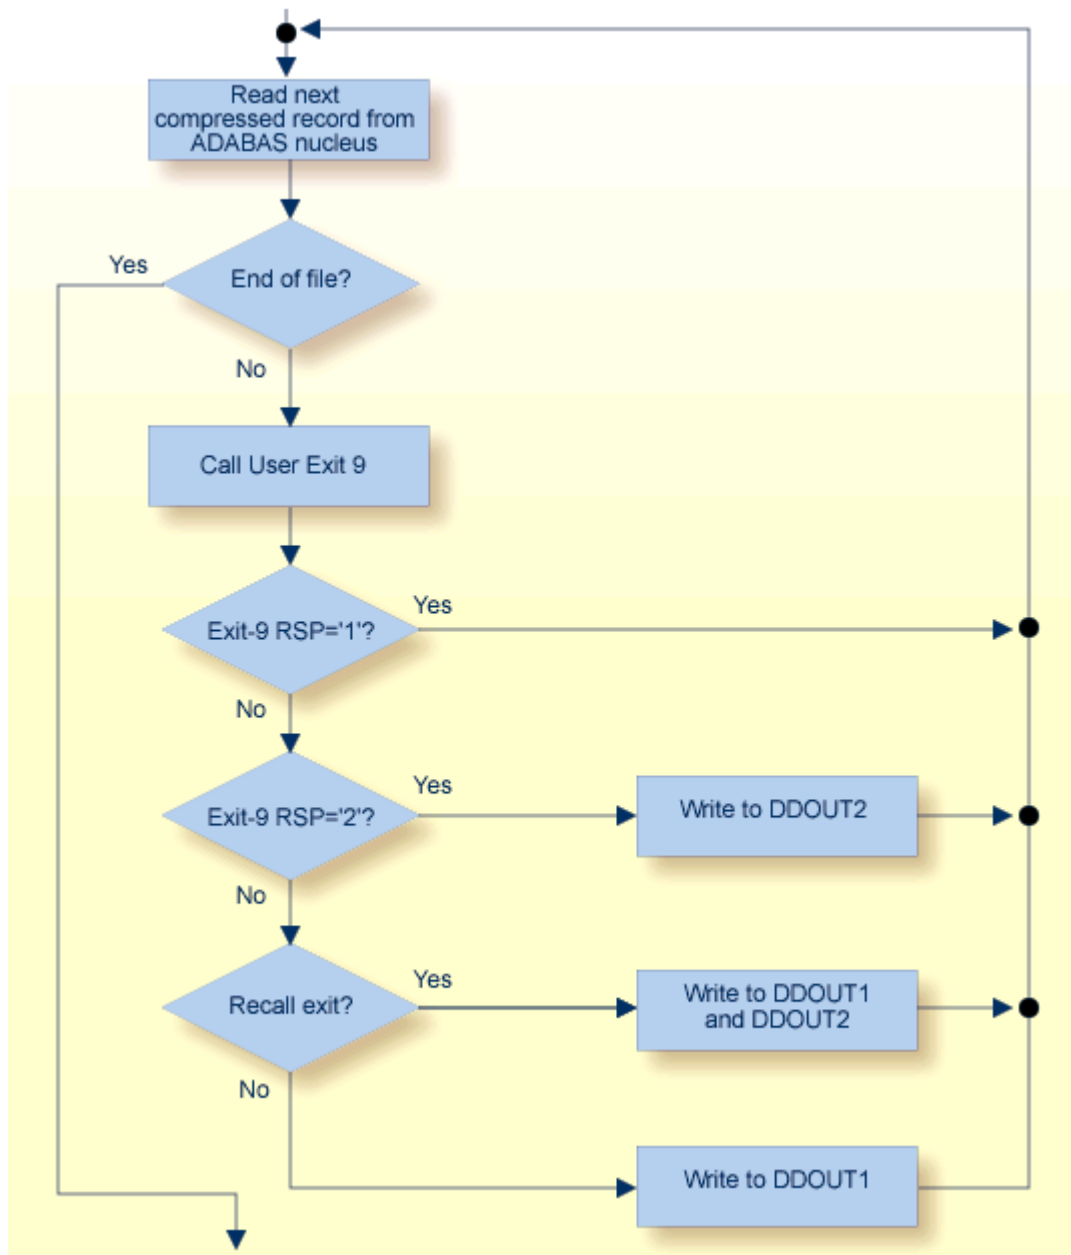 Read next
compressed record from
ADABAS nucleus
Yes
End of file?
No
Call User Exit 9
Yes
Exit-9 RSP='1'?
No
Yes
Exit-9 RSP='2'?
Write to DDOUT2
No
Yes
Recall exit?
Write to DDOUT1
and DDOUT2
No
Write to DDOUT1